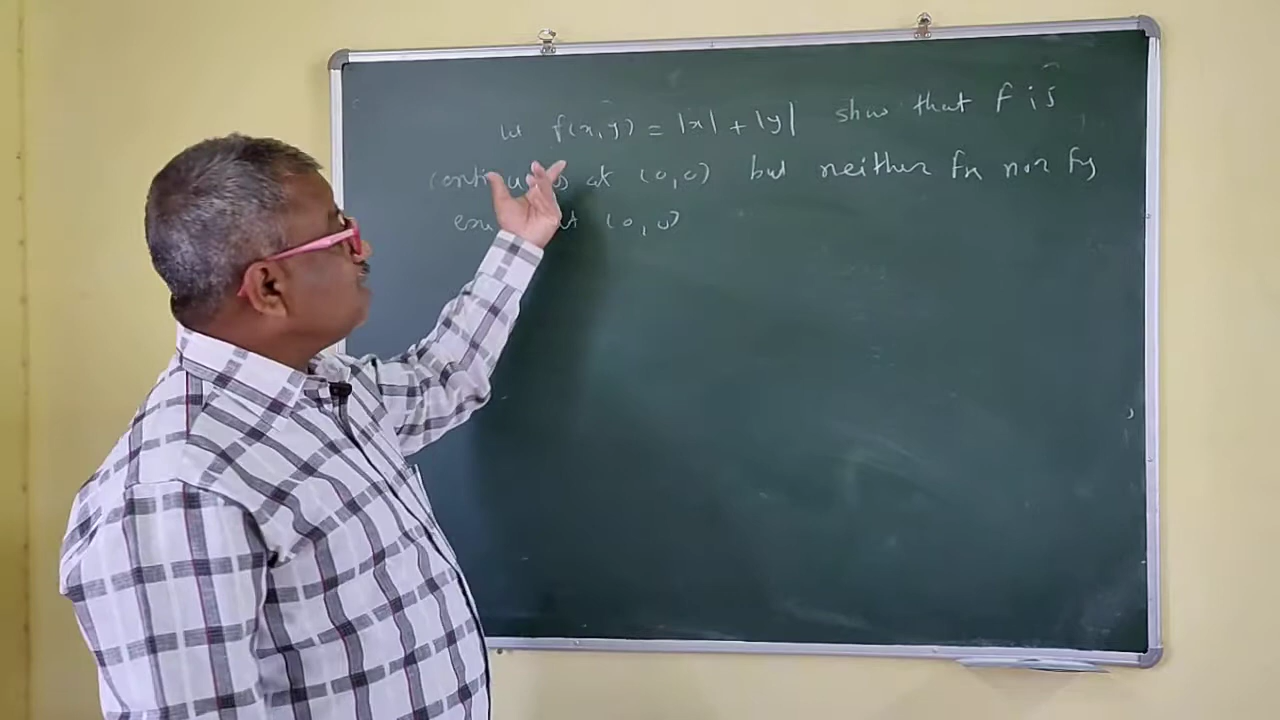 let f(x,y) = |x| + |y| show that f is
at (0,0) but neither fx nor fy
(0,0)